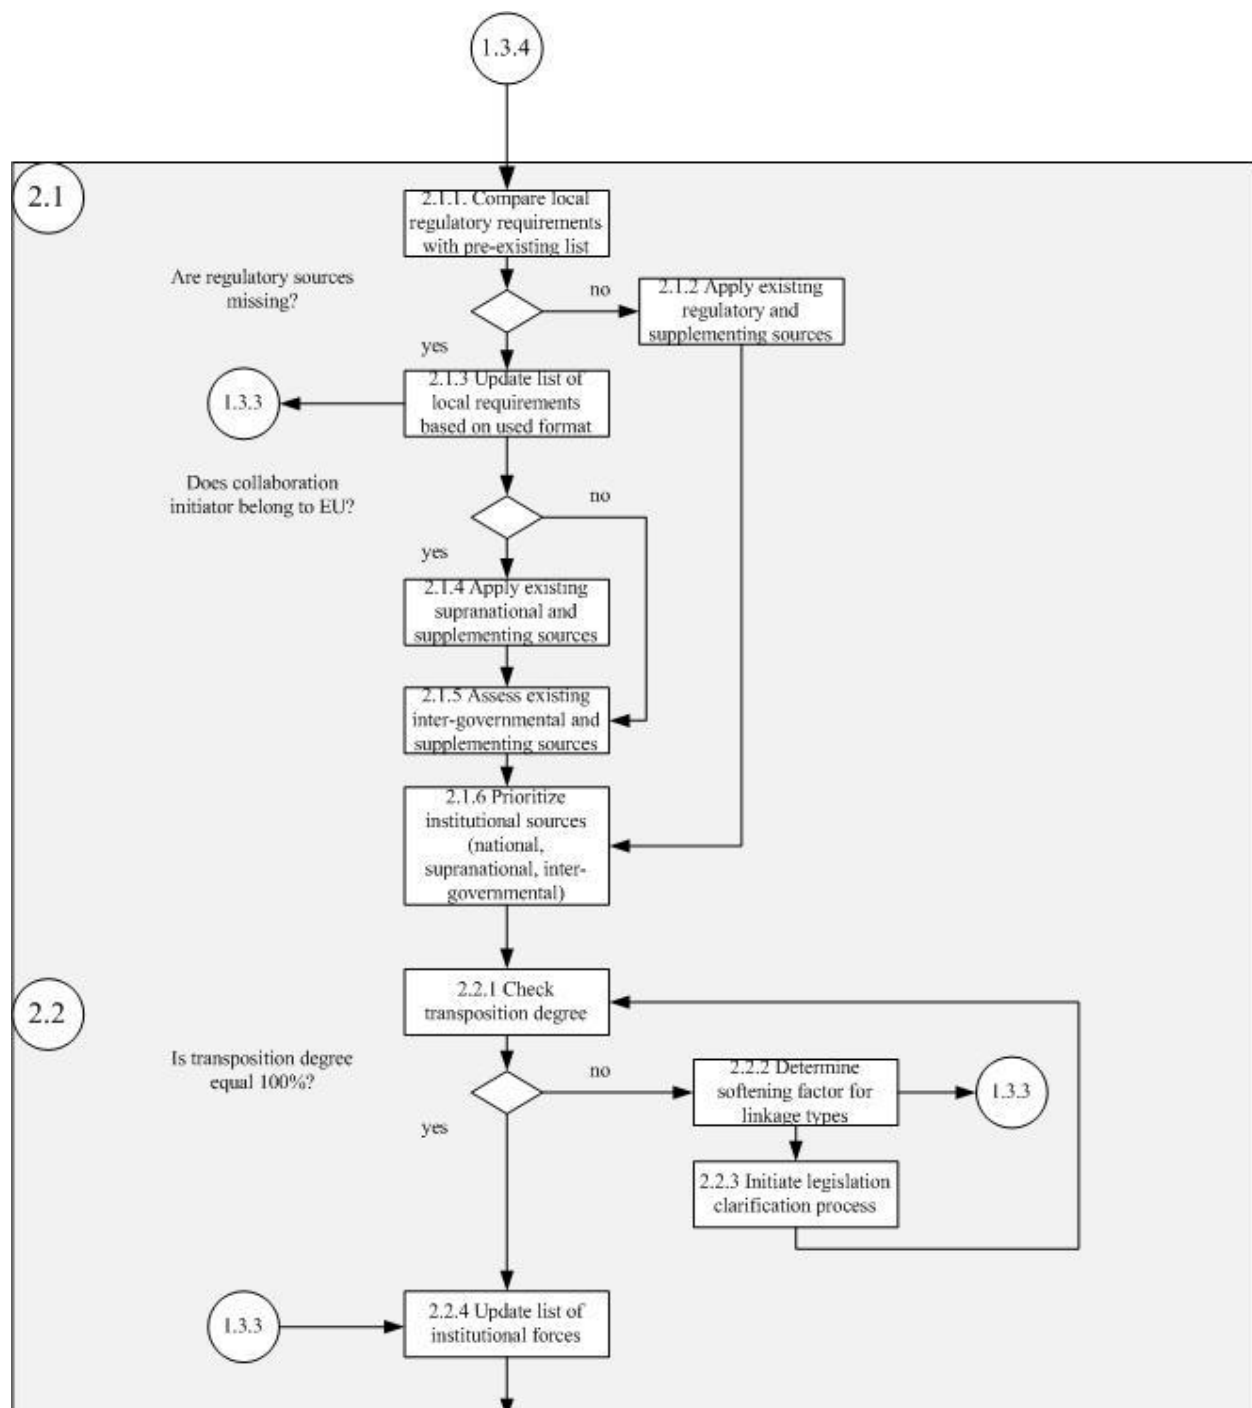 1.3.4
2.1
2.1.1. Compare local
regulatory requirements
with pre-existing list
Are regulatory sources
missing?
no
2.1.2 Apply existing
regulatory and
supplementing sources
yes
1.3.3
2.1.3 Update list of
local requirements
based on used format
Does collaboration
initiator belong to EU?
no
yes
2.1.4 Apply existing
supranational and
supplementing sources
2.1.5 Assess existing
inter-governmental and
supplementing sources
2.1.6 Prioritize
institutional sources
(national,
supranational, inter-
governmental)
2.2
2.2.1 Check
transposition degree
Is transposition degree
equal 100%?
no
2.2.2 Determine
softening factor for
linkage types
1.3.3
yes
2.2.3 Initiate legislation
clarification process
1.3.3
2.2.4 Update list of
institutional forces